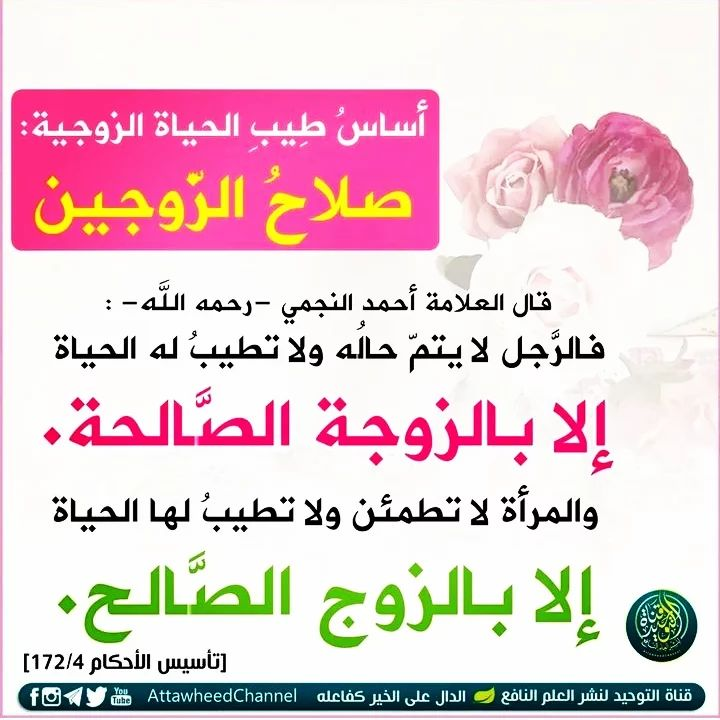 أساسُ طِيبِ الحياة الزوجية:
صلاحُ الزّوجين
قال العلامة أحمد النجمي -رحمه اللَّه- :
فالرَّجل لا يتمّ حالُه ولا تطيبُ له الحياة
إلا بالزوجة الصَّالحة.
والمرأة لا تطمئن ولا تطيبُ لها الحياة
إلا بالزوج الصَّالح.
[تأسيس الأحكام 172/4]
قناة التوحيد لنشر العلم النافع الدال على الخير كفاعله AttawheedChannel You Tube